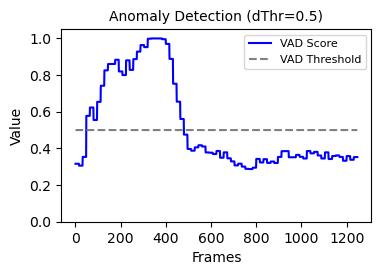 Anomaly Detection (dThr=0.5)
VAD Score
VAD Threshold
Value
1.0
0.8
0.6
0.4
0.2
0.0
0 200 400 600 800 1000 1200
Frames